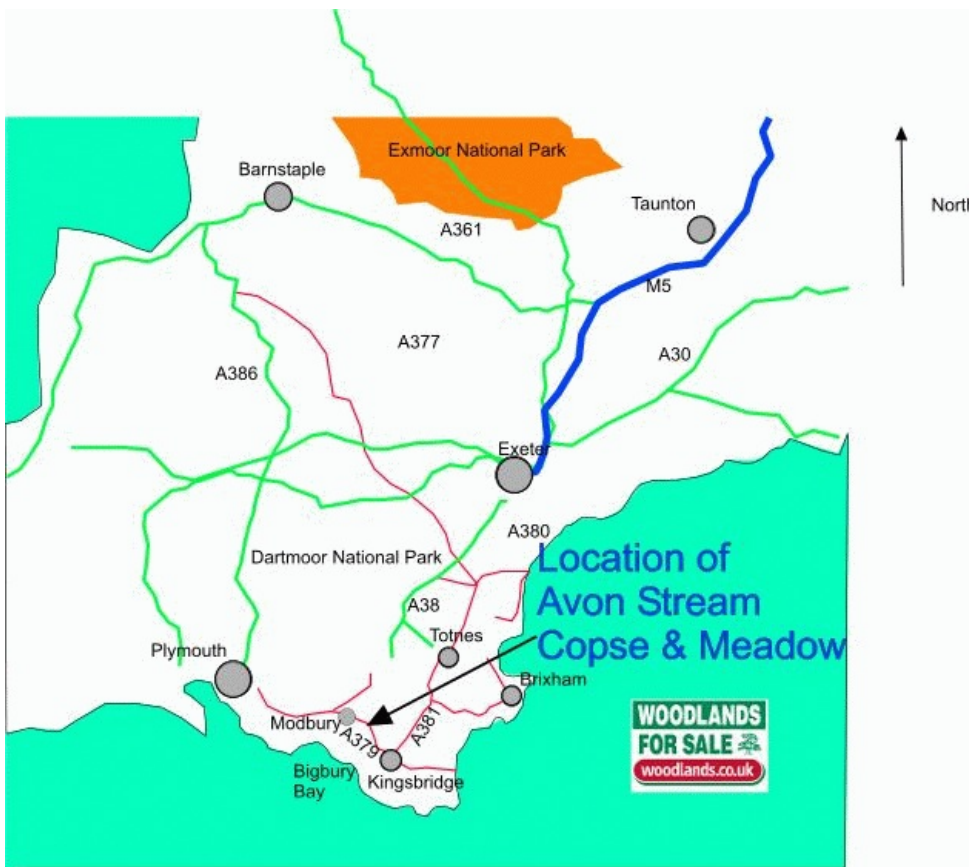 Exmoor National Park
Barnstaple
Taunton
North
A361
M5
A377
A30
A386
Exeter
A380
Location of
Avon Stream
Copse & Meadow
Dartmoor National Park
A38
Totnes
Plymouth
Brixham
Modbury
A379
A381
WOODLANDS
FOR SALE
woodlands.co.uk
Bigbury
Bay
Kingsbridge